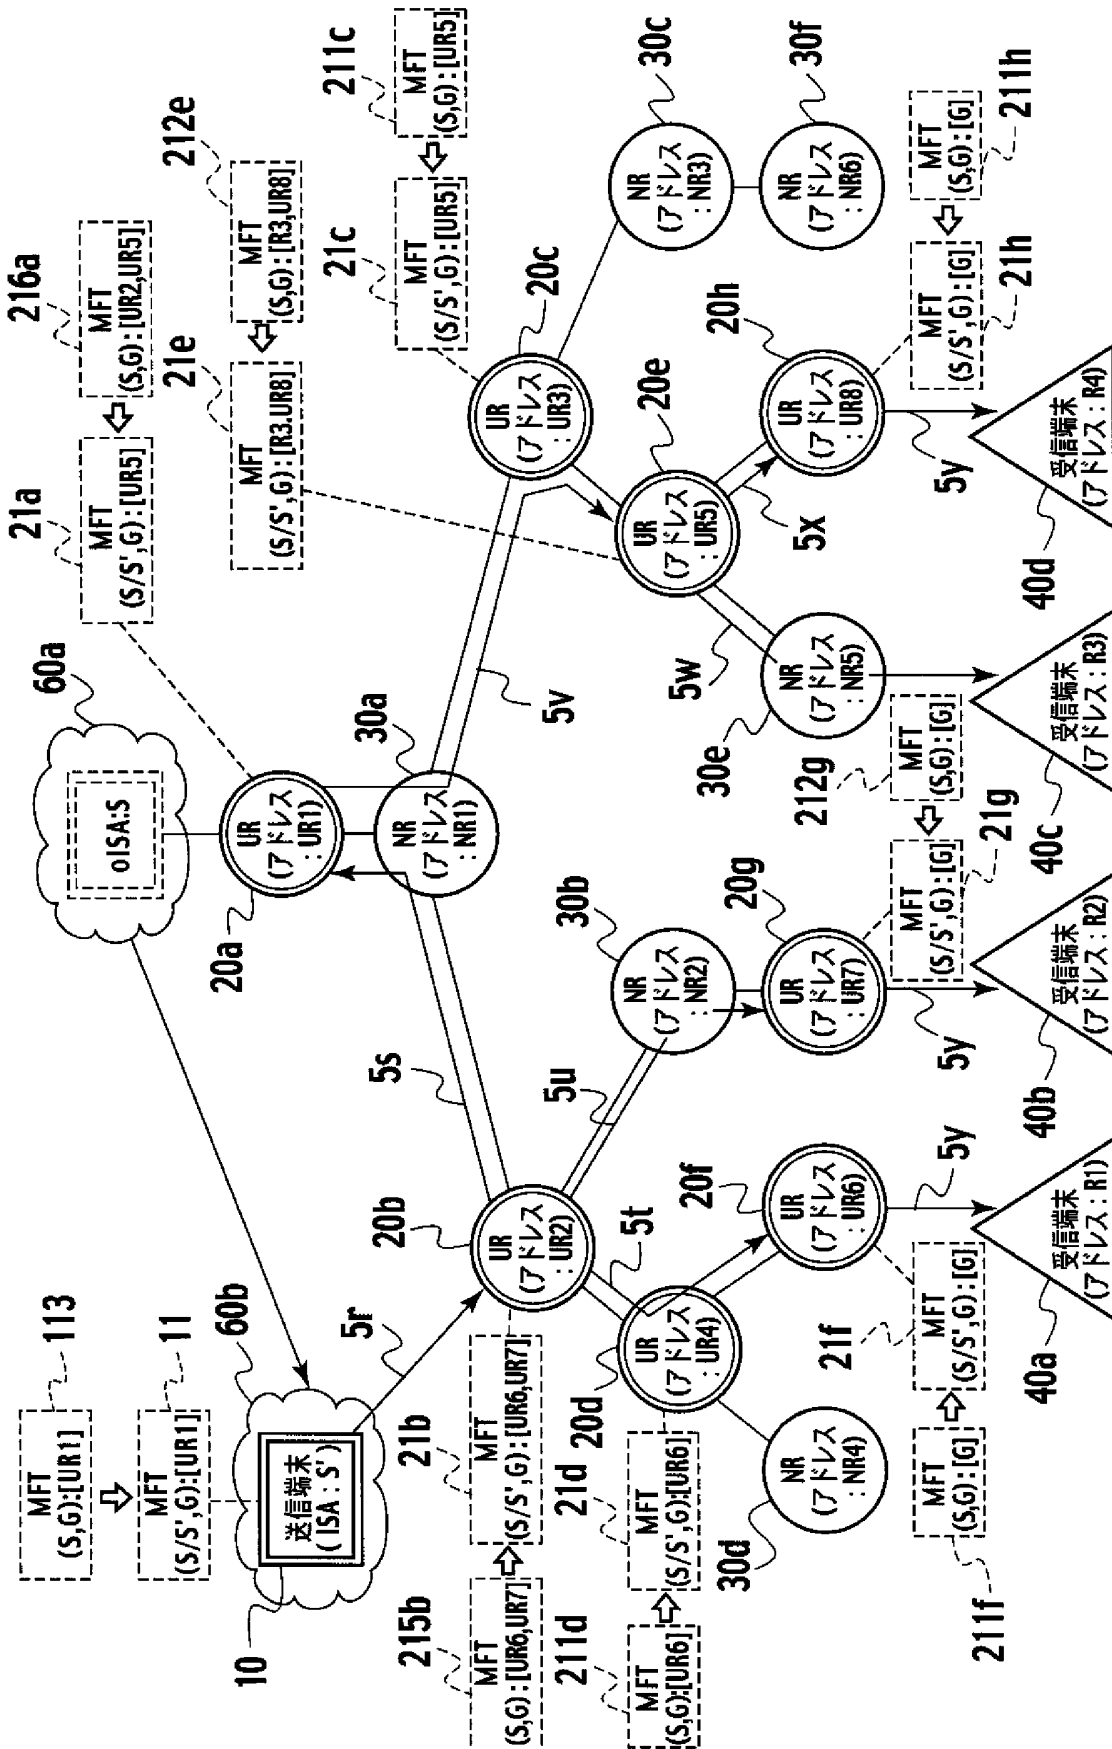 113
MFT
(S,G):[UR1]
11
MFT
(S/S',G):[UR1]
60b
送信端末
(ISA:S')
10
5r
60a
oISA:S
21a
MFT
(S/S',G):[UR5]
216a
MFT
(S,G):[UR2,UR5]
20a
UR
(アドレス
:UR1)
30a
NR
(アドレス
:NR1)
21e
MFT
(S/S',G):[R3.UR8]
212e
MFT
(S,G):[R3,UR8]
5s
5v
21c
MFT
(S/S',G):[UR5]
211c
MFT
(S,G):[UR5]
215b
MFT
(S,G):[UR6,UR7]
21b
MFT
(S/S',G):[UR6,UR7]
20b
UR
(アドレス
:UR2)
20c
UR
(アドレス
:UR3)
5t
5u
211d
MFT
(S,G):[UR6]
21d
MFT
(S/S',G):[UR6]
20d
UR
(アドレス
:UR4)
30b
NR
(アドレス
:NR2)
20e
UR
(アドレス
:UR5)
30c
NR
(アドレス
:NR3)
5w
5x
30d
NR
(アドレス
:NR4)
20f
UR
(アドレス
:UR6)
20g
UR
(アドレス
:UR7)
30e
NR
(アドレス
:NR5)
20h
UR
(アドレス
:UR8)
30f
NR
(アドレス
:NR6)
211f
MFT
(S,G):[G]
21f
MFT
(S/S',G):[G]
5y
5y
21g
MFT
(S/S',G):[G]
212g
MFT
(S,G):[G]
5y
21h
MFT
(S/S',G):[G]
211h
MFT
(S,G):[G]
40a
受信端末
(アドレス:R1)
40b
受信端末
(アドレス:R2)
40c
受信端末
(アドレス:R3)
40d
受信端末
(アドレス:R4)